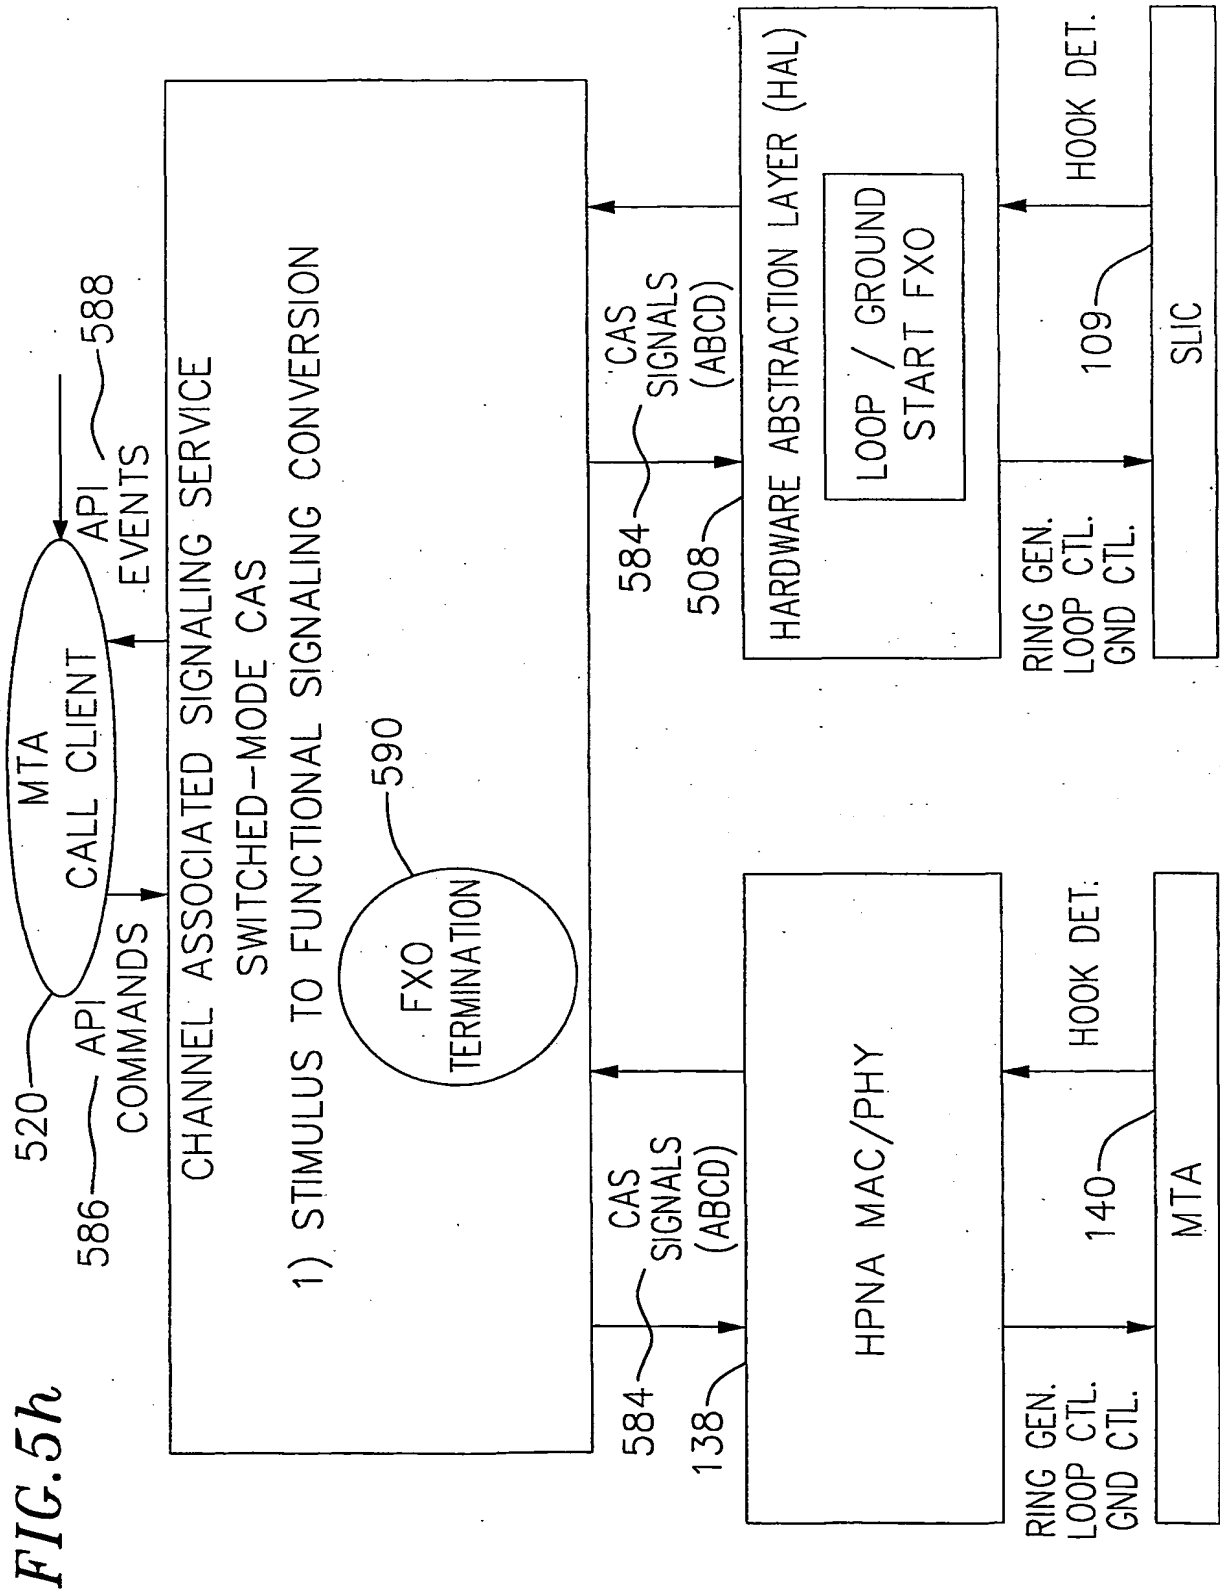 FIG.5h
520
MTA
CALL CLIENT
586
API
COMMANDS
API
EVENTS
588
CHANNEL ASSOCIATED SIGNALING SERVICE
SWITCHED-MODE CAS
1) STIMULUS TO FUNCTIONAL SIGNALING CONVERSION
FXO
TERMINATION
590
584
CAS
SIGNALS
(ABCD)
138
HPNA MAC/PHY
RING GEN.
LOOP CTL.
GND CTL.
140
HOOK DET.
MTA
584
CAS
SIGNALS
(ABCD)
508
HARDWARE ABSTRACTION LAYER (HAL)
LOOP / GROUND
START FXO
RING GEN.
LOOP CTL.
GND CTL.
109
HOOK DET.
SLIC